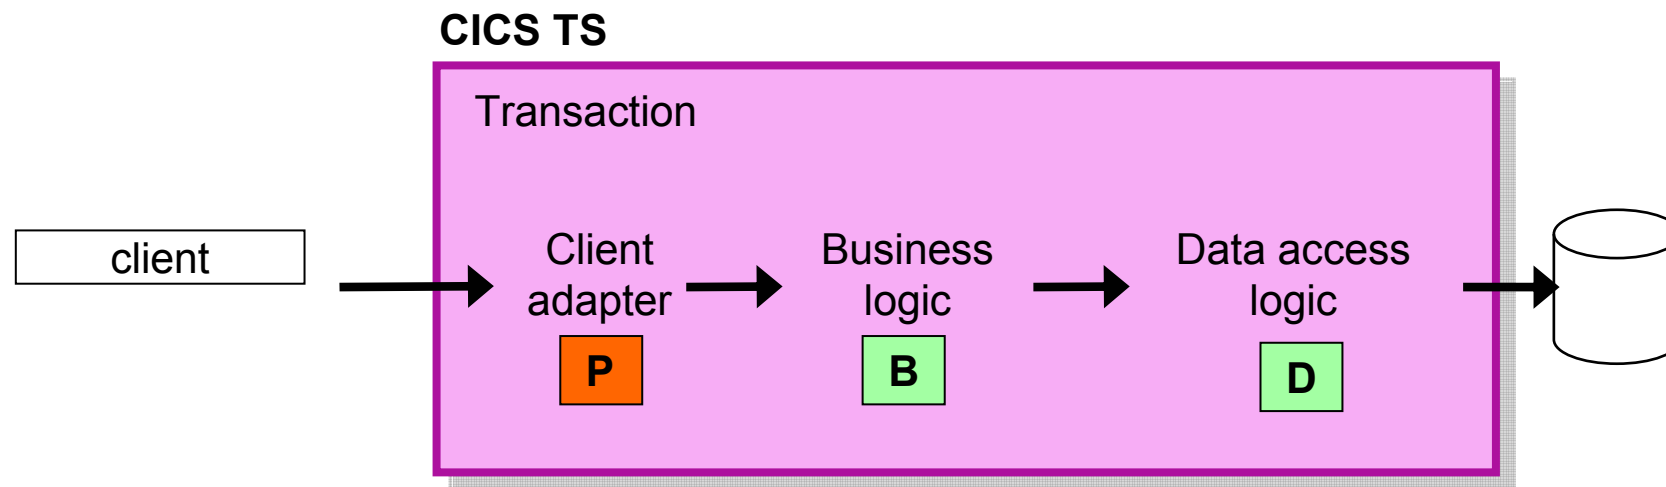 CICS TS
Transaction
client
Client
adapter
P
Business
logic
B
Data access
logic
D